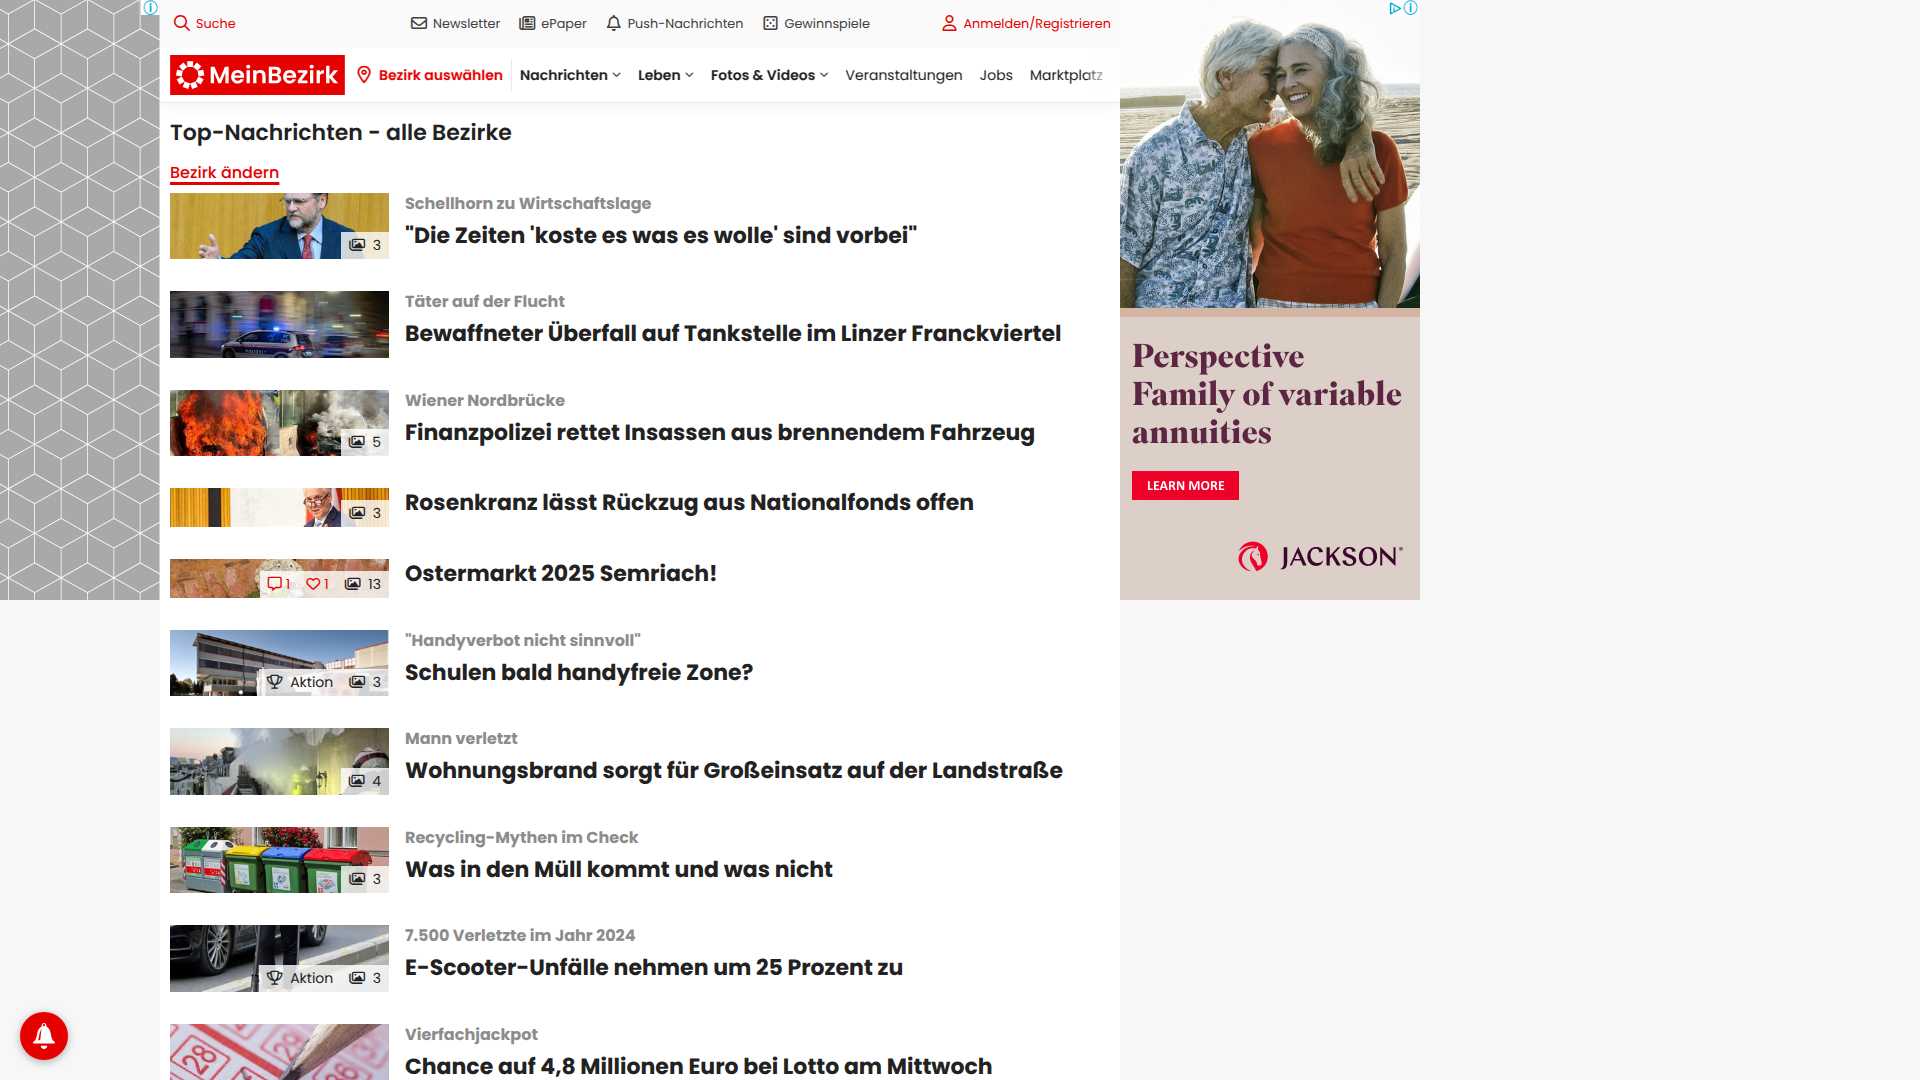 Suche
Newsletter
ePaper
Push-Nachrichten
Gewinnspiele
Anmelden/Registrieren
MeinBezirk
Bezirk auswählen
Nachrichten
Leben
Fotos & Videos
Veranstaltungen
Jobs
Marktplatz
Top-Nachrichten - alle Bezirke
Bezirk ändern
3
Schellhorn zu Wirtschaftslage
"Die Zeiten 'koste es was es wolle' sind vorbei"
Täter auf der Flucht
Bewaffneter Überfall auf Tankstelle im Linzer Franckviertel
5
Wiener Nordbrücke
Finanzpolizei rettet Insassen aus brennendem Fahrzeug
3
Rosenkranz lässt Rückzug aus Nationalfonds offen
1 1 13
Ostermarkt 2025 Semriach!
Aktion 3
"Handyverbot nicht sinnvoll"
Schulen bald handyfreie Zone?
4
Mann verletzt
Wohnungsbrand sorgt für Großeinsatz auf der Landstraße
3
Recycling-Mythen im Check
Was in den Müll kommt und was nicht
Aktion 3
7.500 Verletzte im Jahr 2024
E-Scooter-Unfälle nehmen um 25 Prozent zu
28
29
Vierfachjackpot
Chance auf 4,8 Millionen Euro bei Lotto am Mittwoch
Perspective
Family of variable
annuities
LEARN MORE
JACKSON®